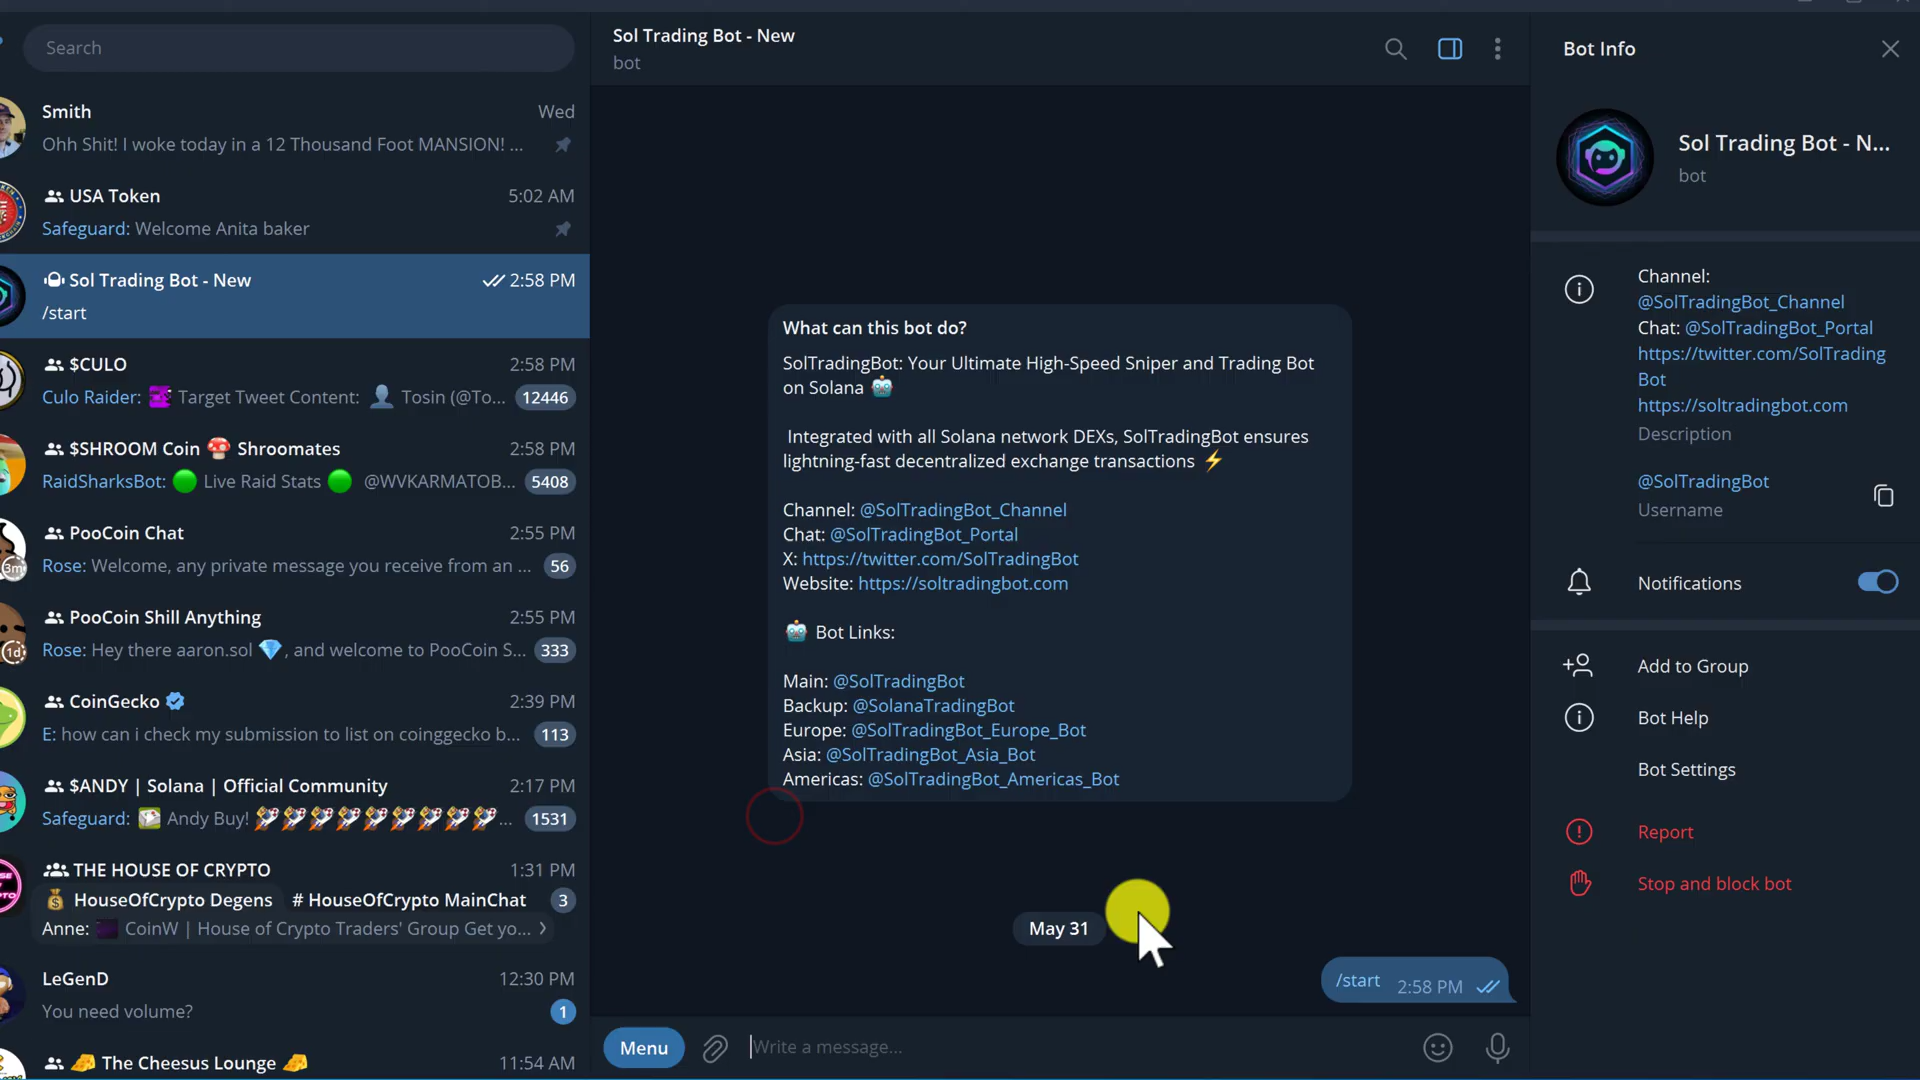 Search
Smith
Wed
Ohh Shit! I woke today in a 12 Thousand Foot MANSION! ...
USA Token
5:02 AM
Safeguard: Welcome Anita baker
Sol Trading Bot - New
2:58 PM
/start
$CULO
2:58 PM
Culo Raider: Target Tweet Content: Tosin (@To...
12446
$SHROOM Coin 🍄 Shroomates
2:58 PM
RaidSharksBot: 🟢 Live Raid Stats 🟢 @WVKARMATOB...
5408
PooCoin Chat
2:55 PM
3m
Rose: Welcome, any private message you receive from an ...
56
PooCoin Shill Anything
2:55 PM
1d
Rose: Hey there aaron.sol 💎, and welcome to PooCoin S...
333
CoinGecko
2:39 PM
E: how can i check my submission to list on coinggecko b...
113
$ANDY | Solana | Official Community
2:17 PM
Safeguard: Andy Buy! 🚀🚀🚀🚀🚀🚀🚀🚀🚀...
1531
THE HOUSE OF CRYPTO
1:31 PM
💰 HouseOfCrypto Degens # HouseOfCrypto MainChat
3
Anne: CoinW | House of Crypto Traders' Group Get yo...
LeGenD
12:30 PM
You need volume?
1
🧀 The Cheesus Lounge 🧀
11:54 AM
Sol Trading Bot - New
bot
What can this bot do?
SolTradingBot: Your Ultimate High-Speed Sniper and Trading Bot
on Solana 🤖
Integrated with all Solana network DEXs, SolTradingBot ensures
lightning-fast decentralized exchange transactions ⚡
Channel: @SolTradingBot_Channel
Chat: @SolTradingBot_Portal
X: https://twitter.com/SolTradingBot
Website: https://soltradingbot.com
🤖 Bot Links:
Main: @SolTradingBot
Backup: @SolanaTradingBot
Europe: @SolTradingBot_Europe_Bot
Asia: @SolTradingBot_Asia_Bot
Americas: @SolTradingBot_Americas_Bot
May 31
/start 2:58 PM
Menu
Write a message...
Bot Info
Sol Trading Bot - N...
bot
Channel:
@SolTradingBot_Channel
Chat: @SolTradingBot_Portal
https://twitter.com/SolTrading
Bot
https://soltradingbot.com
Description
@SolTradingBot
Username
Notifications
Add to Group
Bot Help
Bot Settings
Report
Stop and block bot